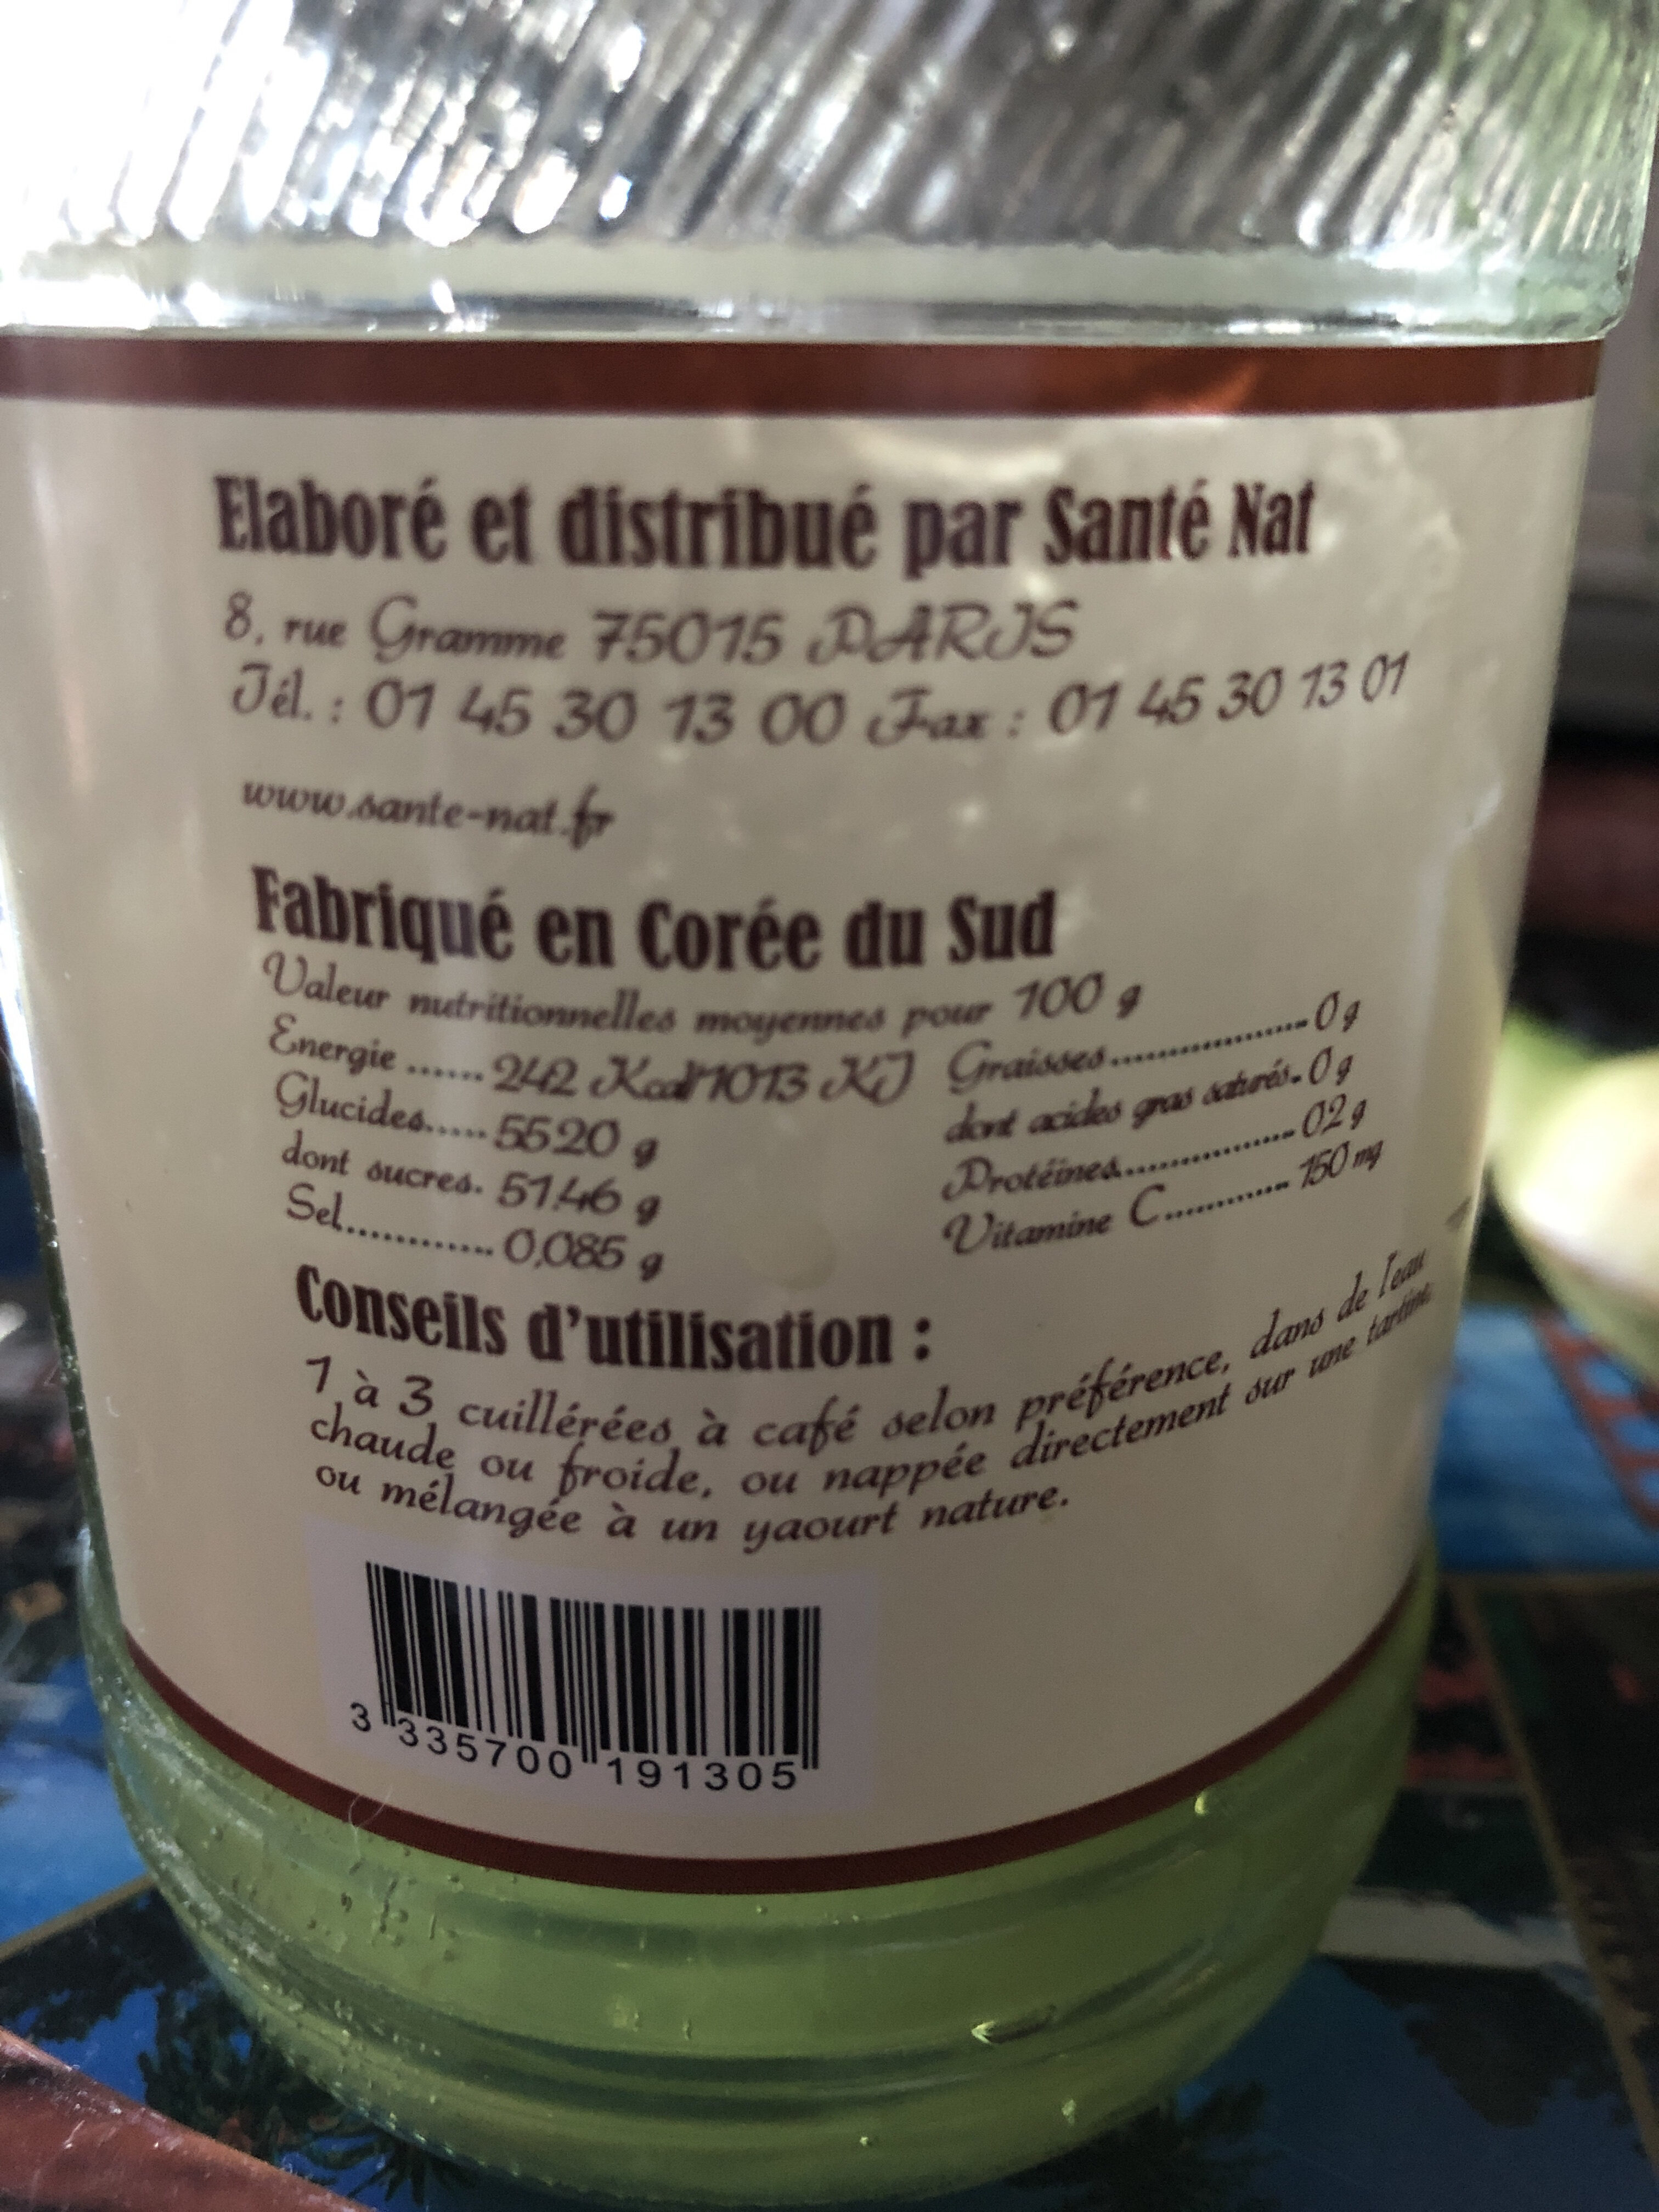 Elaboré et distribué par Santé Nat
8, rue Gramme 75015 PARIS
Tél. : 01 45 30 13 00 Fax : 01 45 30 13 01
www.sante-nat.fr
Fabriqué en Corée du Sud
Valeur nutritionnelles moyennes pour 100 g
Energie ...... 242 Kcal/1013 KJ
Glucides..... 55.20 g
dont sucres. 51.46 g
Sel............. 0,085 g
Graisses.....................0 g
dont acides gras saturés. 0 g
Protéines.................. 0.2 g
Vitamine C............ 150 mg
Conseils d'utilisation :
1 à 3 cuillérées à café selon préférence, dans de l'eau
chaude ou froide, ou nappée directement sur une
ou mélangée à un yaourt nature.
3 335700 191305